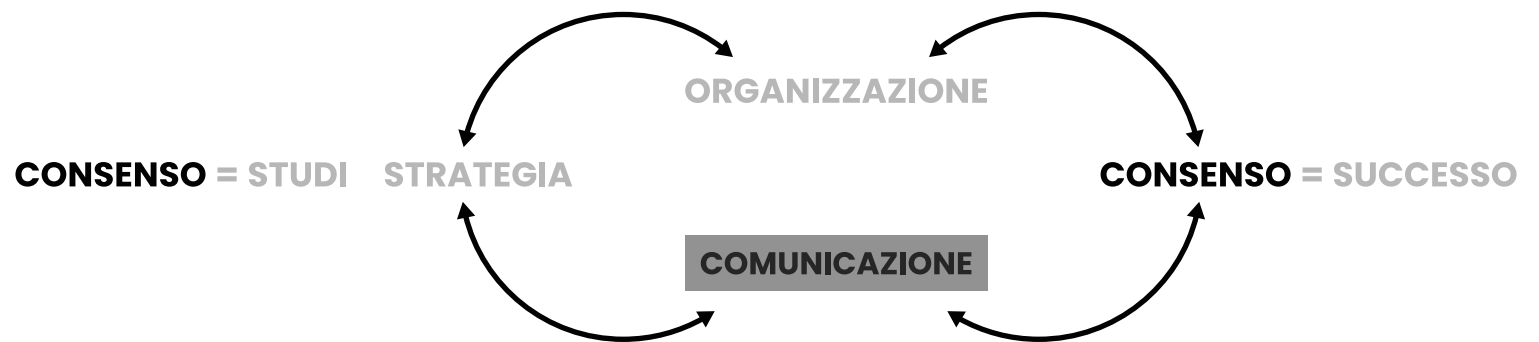 ORGANIZZAZIONE
CONSENSO = STUDI STRATEGIA
CONSENSO = SUCCESSO
COMUNICAZIONE